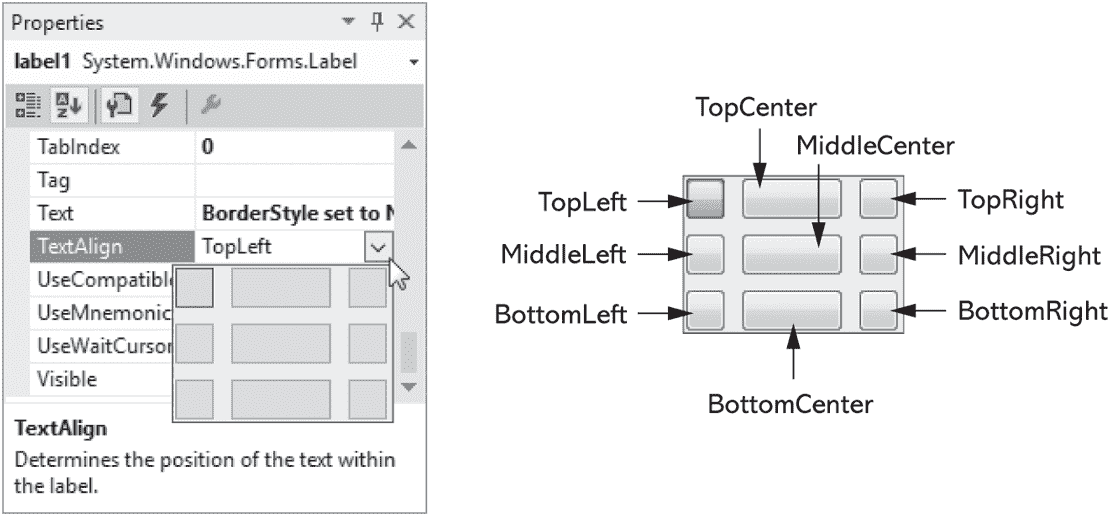 Properties
label1 System.Windows.Forms.Label
TabIndex 0
Tag
Text BorderStyle set to
TextAlign TopLeft
UseCompatible
UseMnemonic
UseWaitCursor
Visible
TextAlign
Determines the position of the text within
the label.
TopCenter
MiddleCenter
TopLeft
TopRight
MiddleLeft
MiddleRight
BottomLeft
BottomRight
BottomCenter